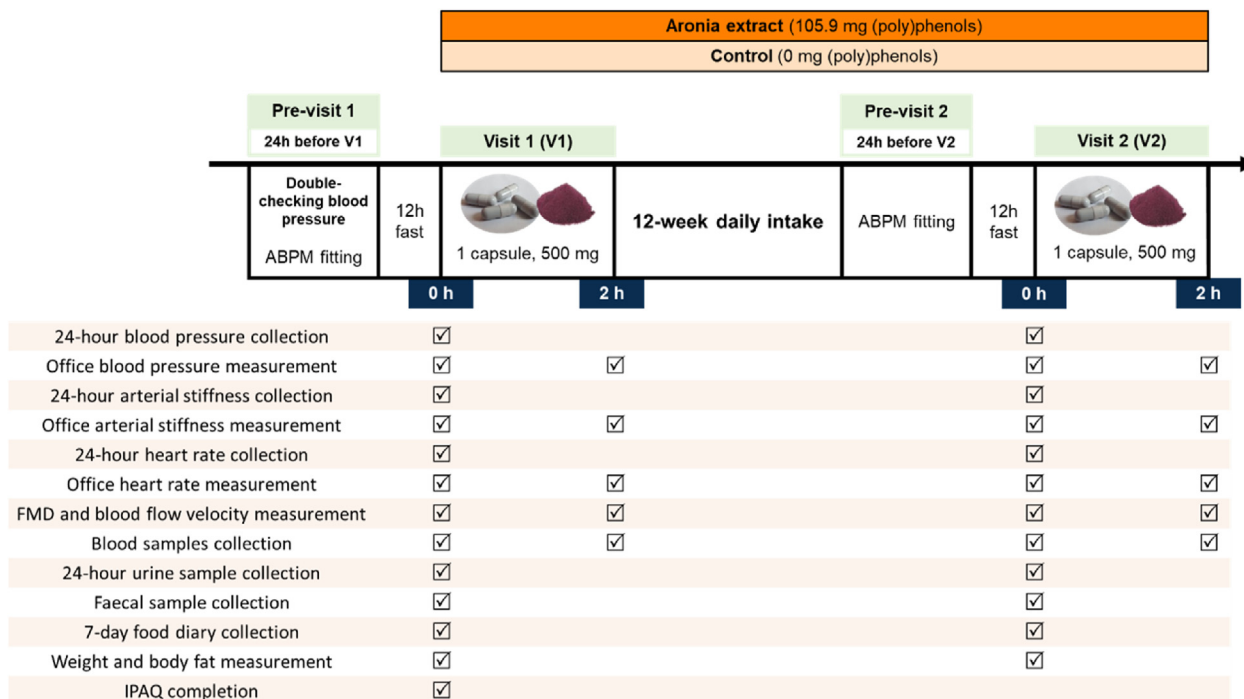 Aronia extract (105.9 mg (poly)phenols)
Control (0 mg (poly)phenols)
Pre-visit 1
24h before V1
Visit 1 (V1)
Pre-visit 2
24h before V2
Visit 2 (V2)
Double-
checking blood
pressure
ABPM fitting
12h
fast
1 capsule, 500 mg
12-week daily intake
ABPM fitting
12h
fast
1 capsule, 500 mg
0 h
2 h
0 h
2 h
24-hour blood pressure collection
Office blood pressure measurement
24-hour arterial stiffness collection
Office arterial stiffness measurement
24-hour heart rate collection
Office heart rate measurement
FMD and blood flow velocity measurement
Blood samples collection
24-hour urine sample collection
Faecal sample collection
7-day food diary collection
Weight and body fat measurement
IPAQ completion